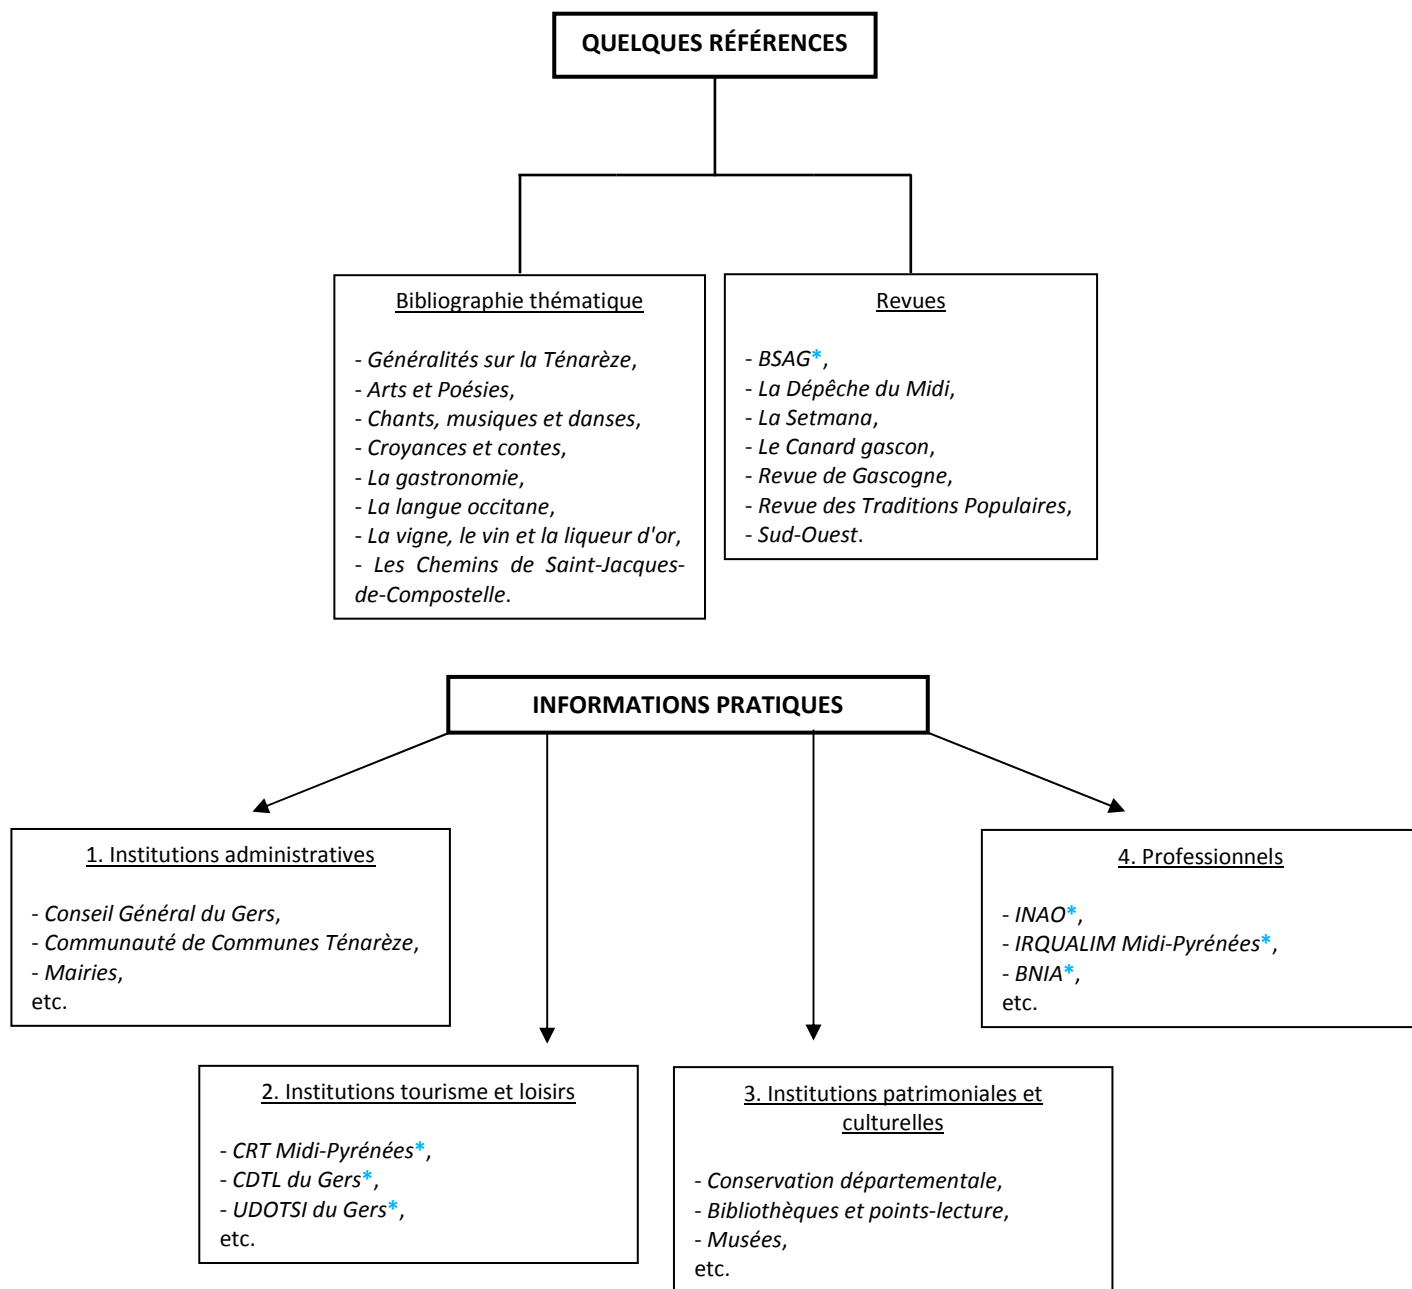 QUELQUES RÉFÉRENCES
Bibliographie thématique
- Généralités sur la Ténarèze,
- Arts et Poésies,
- Chants, musiques et danses,
- Croyances et contes,
- La gastronomie,
- La langue occitane,
- La vigne, le vin et la liqueur d'or,
- Les Chemins de Saint-Jacques-
de-Compostelle.
Revues
- BSAG*,
- La Dépêche du Midi,
- La Setmana,
- Le Canard gascon,
- Revue de Gascogne,
- Revue des Traditions Populaires,
- Sud-Ouest.
INFORMATIONS PRATIQUES
1. Institutions administratives
- Conseil Général du Gers,
- Communauté de Communes Ténarèze,
- Mairies,
etc.
2. Institutions tourisme et loisirs
- CRT Midi-Pyrénées*,
- CDTL du Gers*,
- UDOTSI du Gers*,
etc.
3. Institutions patrimoniales et
culturelles
- Conservation départementale,
- Bibliothèques et points-lecture,
- Musées,
etc.
4. Professionnels
- INAO*,
- IRQUALIM Midi-Pyrénées*,
- BNIA*,
etc.